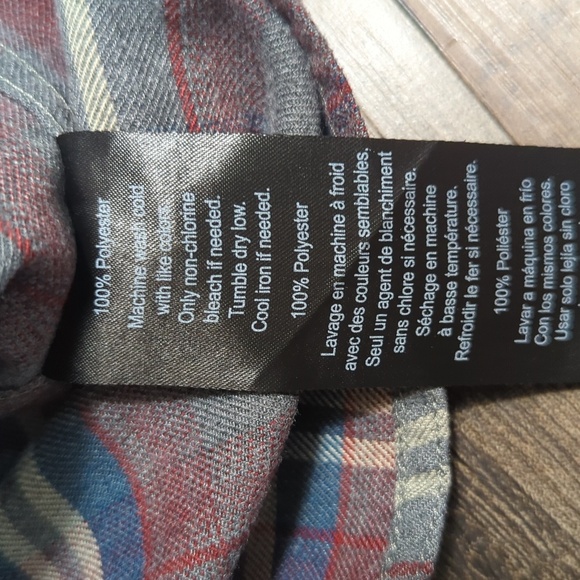 100% Polyester
Machine wash cold
with like colors.
Only non-chlorine
bleach if needed.
Tumble dry low.
Cool iron if needed.
100% Polyester
Lavage en machine à froid
avec des couleurs semblables.
Seul un agent de blanchiment
sans chlore si nécessaire.
Séchage en machine
à basse température.
Refroidir le fer si nécessaire.
100% Poliéster
Lavar a máquina en frio
Con los mismos colores.
Usar solo lejia sin cloro